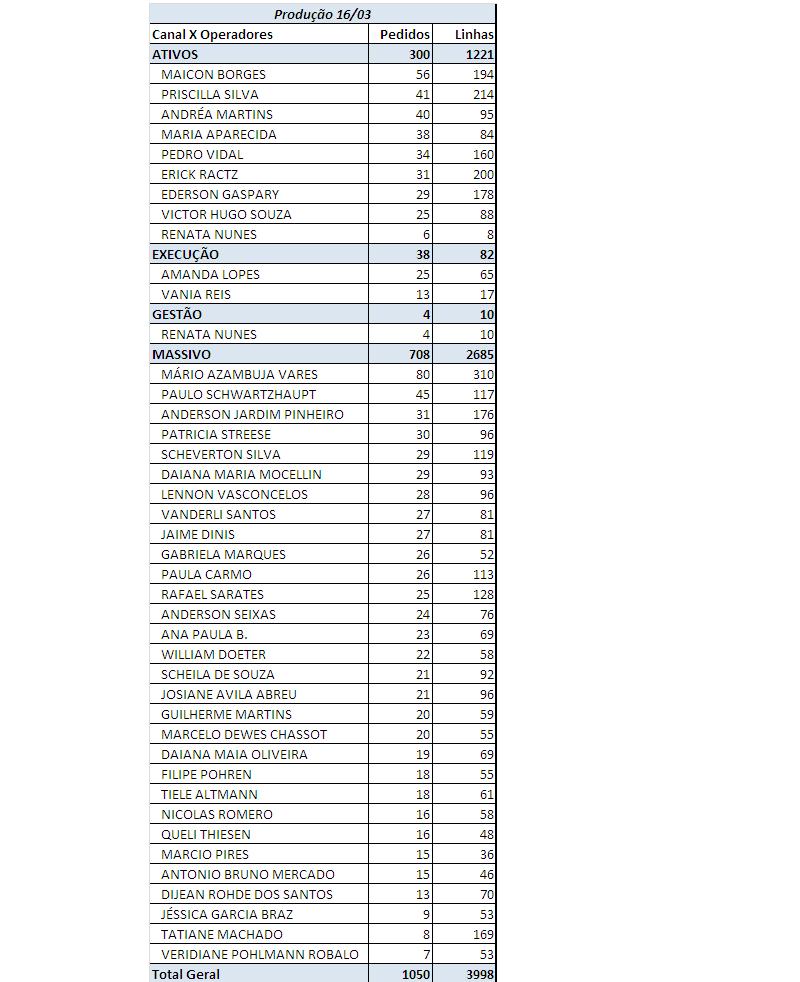 Produção 16/03
Canal X Operadores Pedidos Linhas
ATIVOS 300 1221
MAICON BORGES 56 194
PRISCILLA SILVA 41 214
ANDRÉA MARTINS 40 95
MARIA APARECIDA 38 84
PEDRO VIDAL 34 160
ERICK RACTZ 31 200
EDERSON GASPARY 29 178
VICTOR HUGO SOUZA 25 88
RENATA NUNES 6 8
EXECUÇÃO 38 82
AMANDA LOPES 25 65
VANIA REIS 13 17
GESTÃO 4 10
RENATA NUNES 4 10
MASSIVO 708 2685
MÁRIO AZAMBUJA VARES 80 310
PAULO SCHWARTZHAUPT 45 117
ANDERSON JARDIM PINHEIRO 31 176
PATRICIA STREESE 30 96
SCHEVERTON SILVA 29 119
DAIANA MARIA MOCELLIN 29 93
LENNON VASCONCELOS 28 96
VANDERLI SANTOS 27 81
JAIME DINIS 27 81
GABRIELA MARQUES 26 52
PAULA CARMO 26 113
RAFAEL SARATES 25 128
ANDERSON SEIXAS 24 76
ANA PAULA B. 23 69
WILLIAM DOETER 22 58
SCHEILA DE SOUZA 21 92
JOSIANE AVILA ABREU 21 96
GUILHERME MARTINS 20 59
MARCELO DEWES CHASSOT 20 55
DAIANA MAIA OLIVEIRA 19 69
FILIPE POHREN 18 55
TIELE ALTMANN 18 61
NICOLAS ROMERO 16 58
QUELI THIESEN 16 48
MARCIO PIRES 15 36
ANTONIO BRUNO MERCADO 15 46
DIJEAN ROHDE DOS SANTOS 13 70
JÉSSICA GARCIA BRAZ 9 53
TATIANE MACHADO 8 169
VERIDIANE POHLMANN ROBALO 7 53
Total Geral 1050 3998